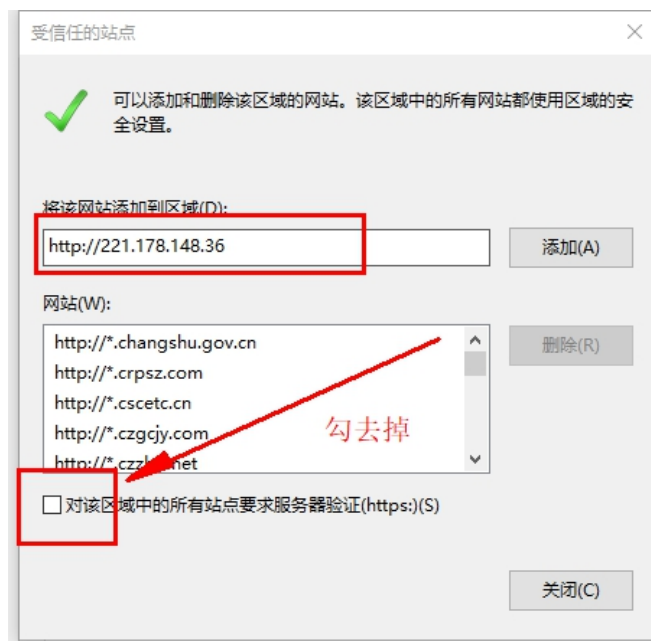 受信任的站点
可以添加和删除该区域的网站。该区域中的所有网站都使用区域的安
全设置。
将该网站添加到区域(D):
http://221.178.148.36
添加(A)
网站(W):
http://*.changshu.gov.cn
删除(R)
http://*.crpsz.com
http://*.cscetc.cn
http://*.czgcjy.com
勾去掉
对该区域中的所有站点要求服务器验证(https:)(S)
关闭(C)